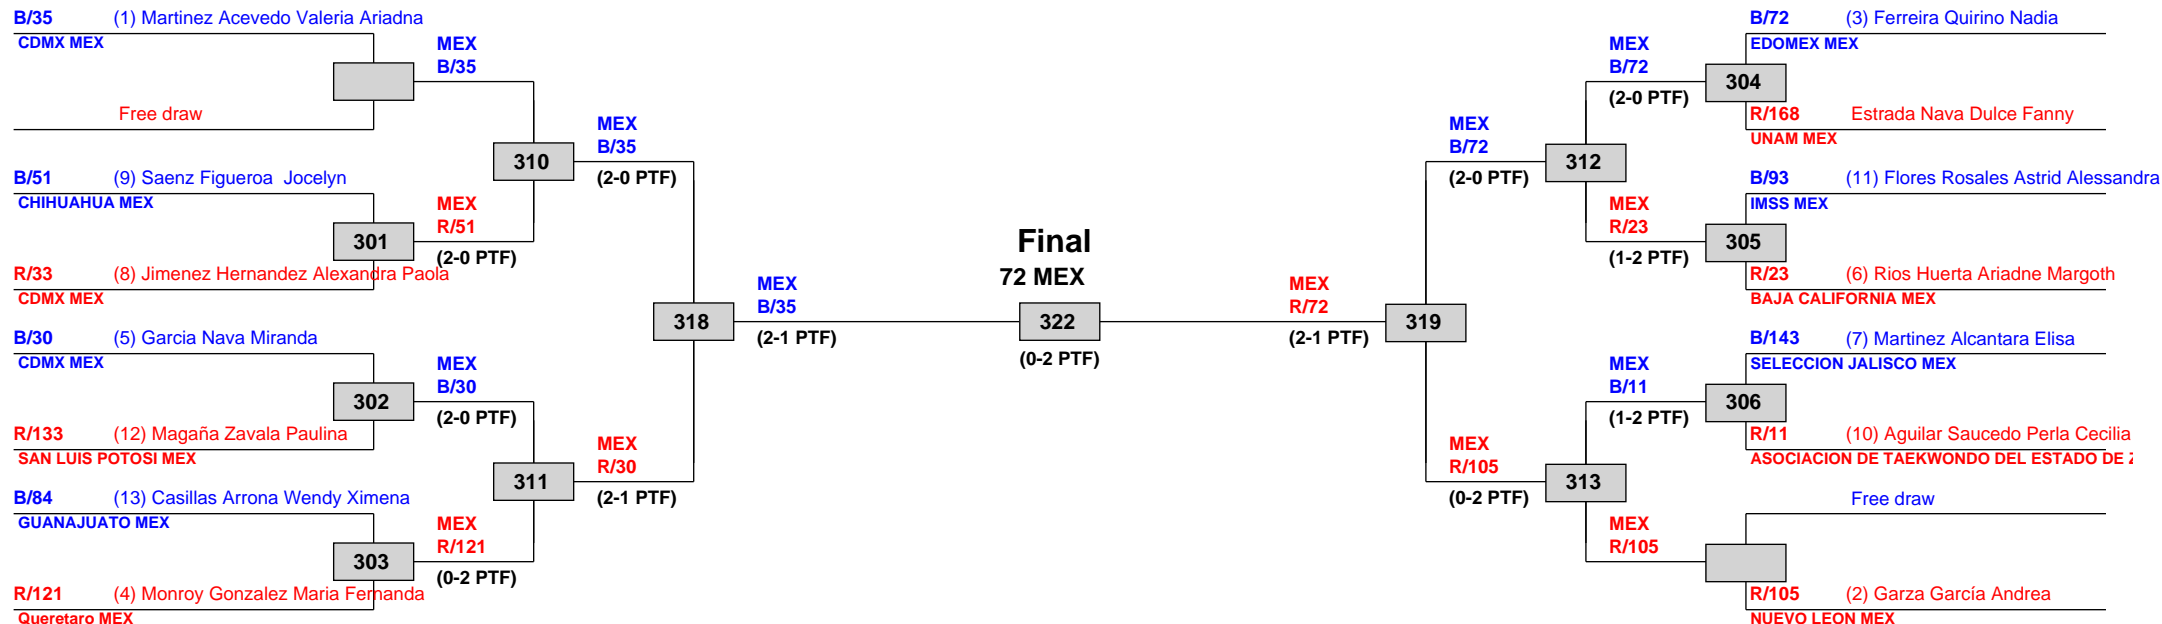 B/35 (1) Martinez Acevedo Valeria Ariadna
CDMX MEX
MEX
B/35
Free draw
B/51 (9) Saenz Figueroa Jocelyn
CHIHUAHUA MEX
301
MEX
R/51
(2-0 PTF)
R/33 (8) Jimenez Hernandez Alexandra Paola
CDMX MEX
310
MEX
B/35
(2-0 PTF)
B/30 (5) Garcia Nava Miranda
CDMX MEX
302
MEX
B/30
(2-0 PTF)
R/133 (12) Magaña Zavala Paulina
SAN LUIS POTOSI MEX
311
MEX
R/30
(2-1 PTF)
B/84 (13) Casillas Arrona Wendy Ximena
GUANAJUATO MEX
303
MEX
R/121
(0-2 PTF)
R/121 (4) Monroy Gonzalez Maria Fernanda
Queretaro MEX
318
MEX
B/35
(2-1 PTF)
Final
72 MEX
322
(0-2 PTF)
MEX
R/72
(2-1 PTF)
319
MEX
B/72
(2-0 PTF)
312
MEX
B/72
(2-0 PTF)
304
B/72 (3) Ferreira Quirino Nadia
EDOMEX MEX
R/168 Estrada Nava Dulce Fanny
UNAM MEX
MEX
R/23
(1-2 PTF)
305
B/93 (11) Flores Rosales Astrid Alessandra
IMSS MEX
R/23 (6) Rios Huerta Ariadne Margoth
BAJA CALIFORNIA MEX
MEX
R/105
(0-2 PTF)
313
MEX
B/11
(1-2 PTF)
306
B/143 (7) Martinez Alcantara Elisa
SELECCION JALISCO MEX
R/11 (10) Aguilar Saucedo Perla Cecilia
ASOCIACION DE TAEKWONDO DEL ESTADO DE
MEX
R/105
Free draw
R/105 (2) Garza García Andrea
NUEVO LEON MEX